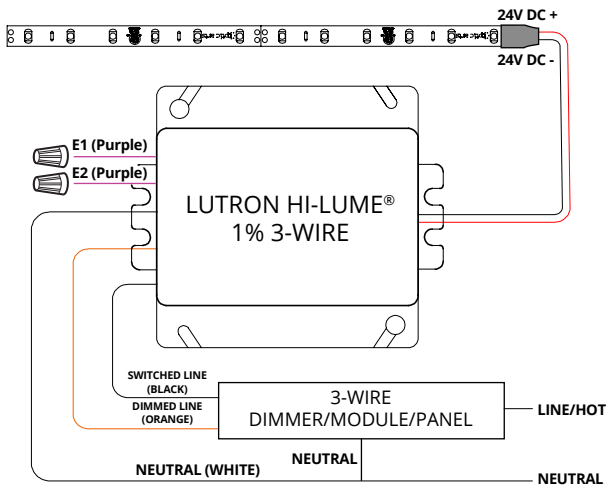 24V DC +
24V DC -
E1 (Purple)
E2 (Purple)
LUTRON HI-LUME®
1% 3-WIRE
SWITCHED LINE
(BLACK)
DIMMED LINE
(ORANGE)
3-WIRE
DIMMER/MODULE/PANEL
LINE/HOT
NEUTRAL
NEUTRAL (WHITE)
NEUTRAL